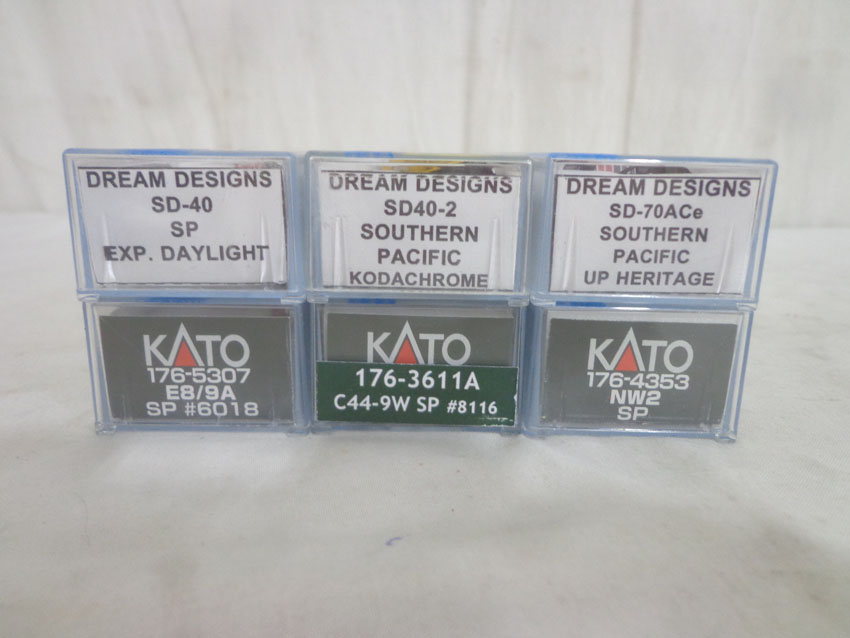 DREAM DESIGNS
SD-40
SP
EXP. DAYLIGHT
DREAM DESIGNS
SD40-2
SOUTHERN
PACIFIC
KODACHROME
DREAM DESIGNS
SD-70ACe
SOUTHERN
PACIFIC
UP HERITAGE
KATO
176-5307
E8/9A
SP #6018
KATO
176-3611A
C44-9W SP #8116
KATO
176-4353
NW2
SP